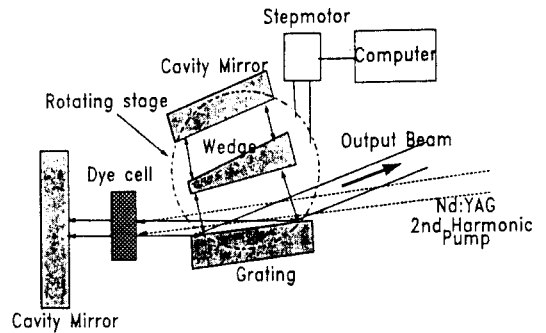 Stepmotor
Computer
Cavity Mirror
Rotating stage
Wedge
Output Beam
Dye cell
Nd:YAG
2nd Harmonic
Pump
Grating
Cavity Mirror